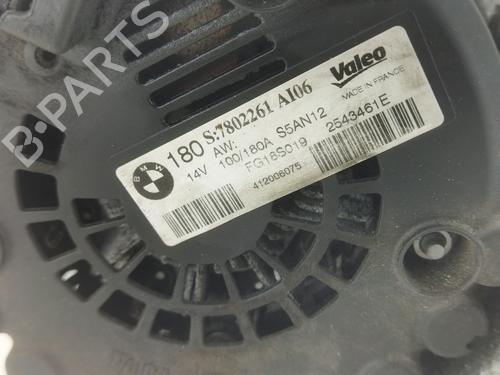 B-PARTS
BMW
180 S:7802261 AI06
Valeo
MADE IN FRANCE
AW:
14V 100/180A S5AN12
FG18S019 2543461E
412006075